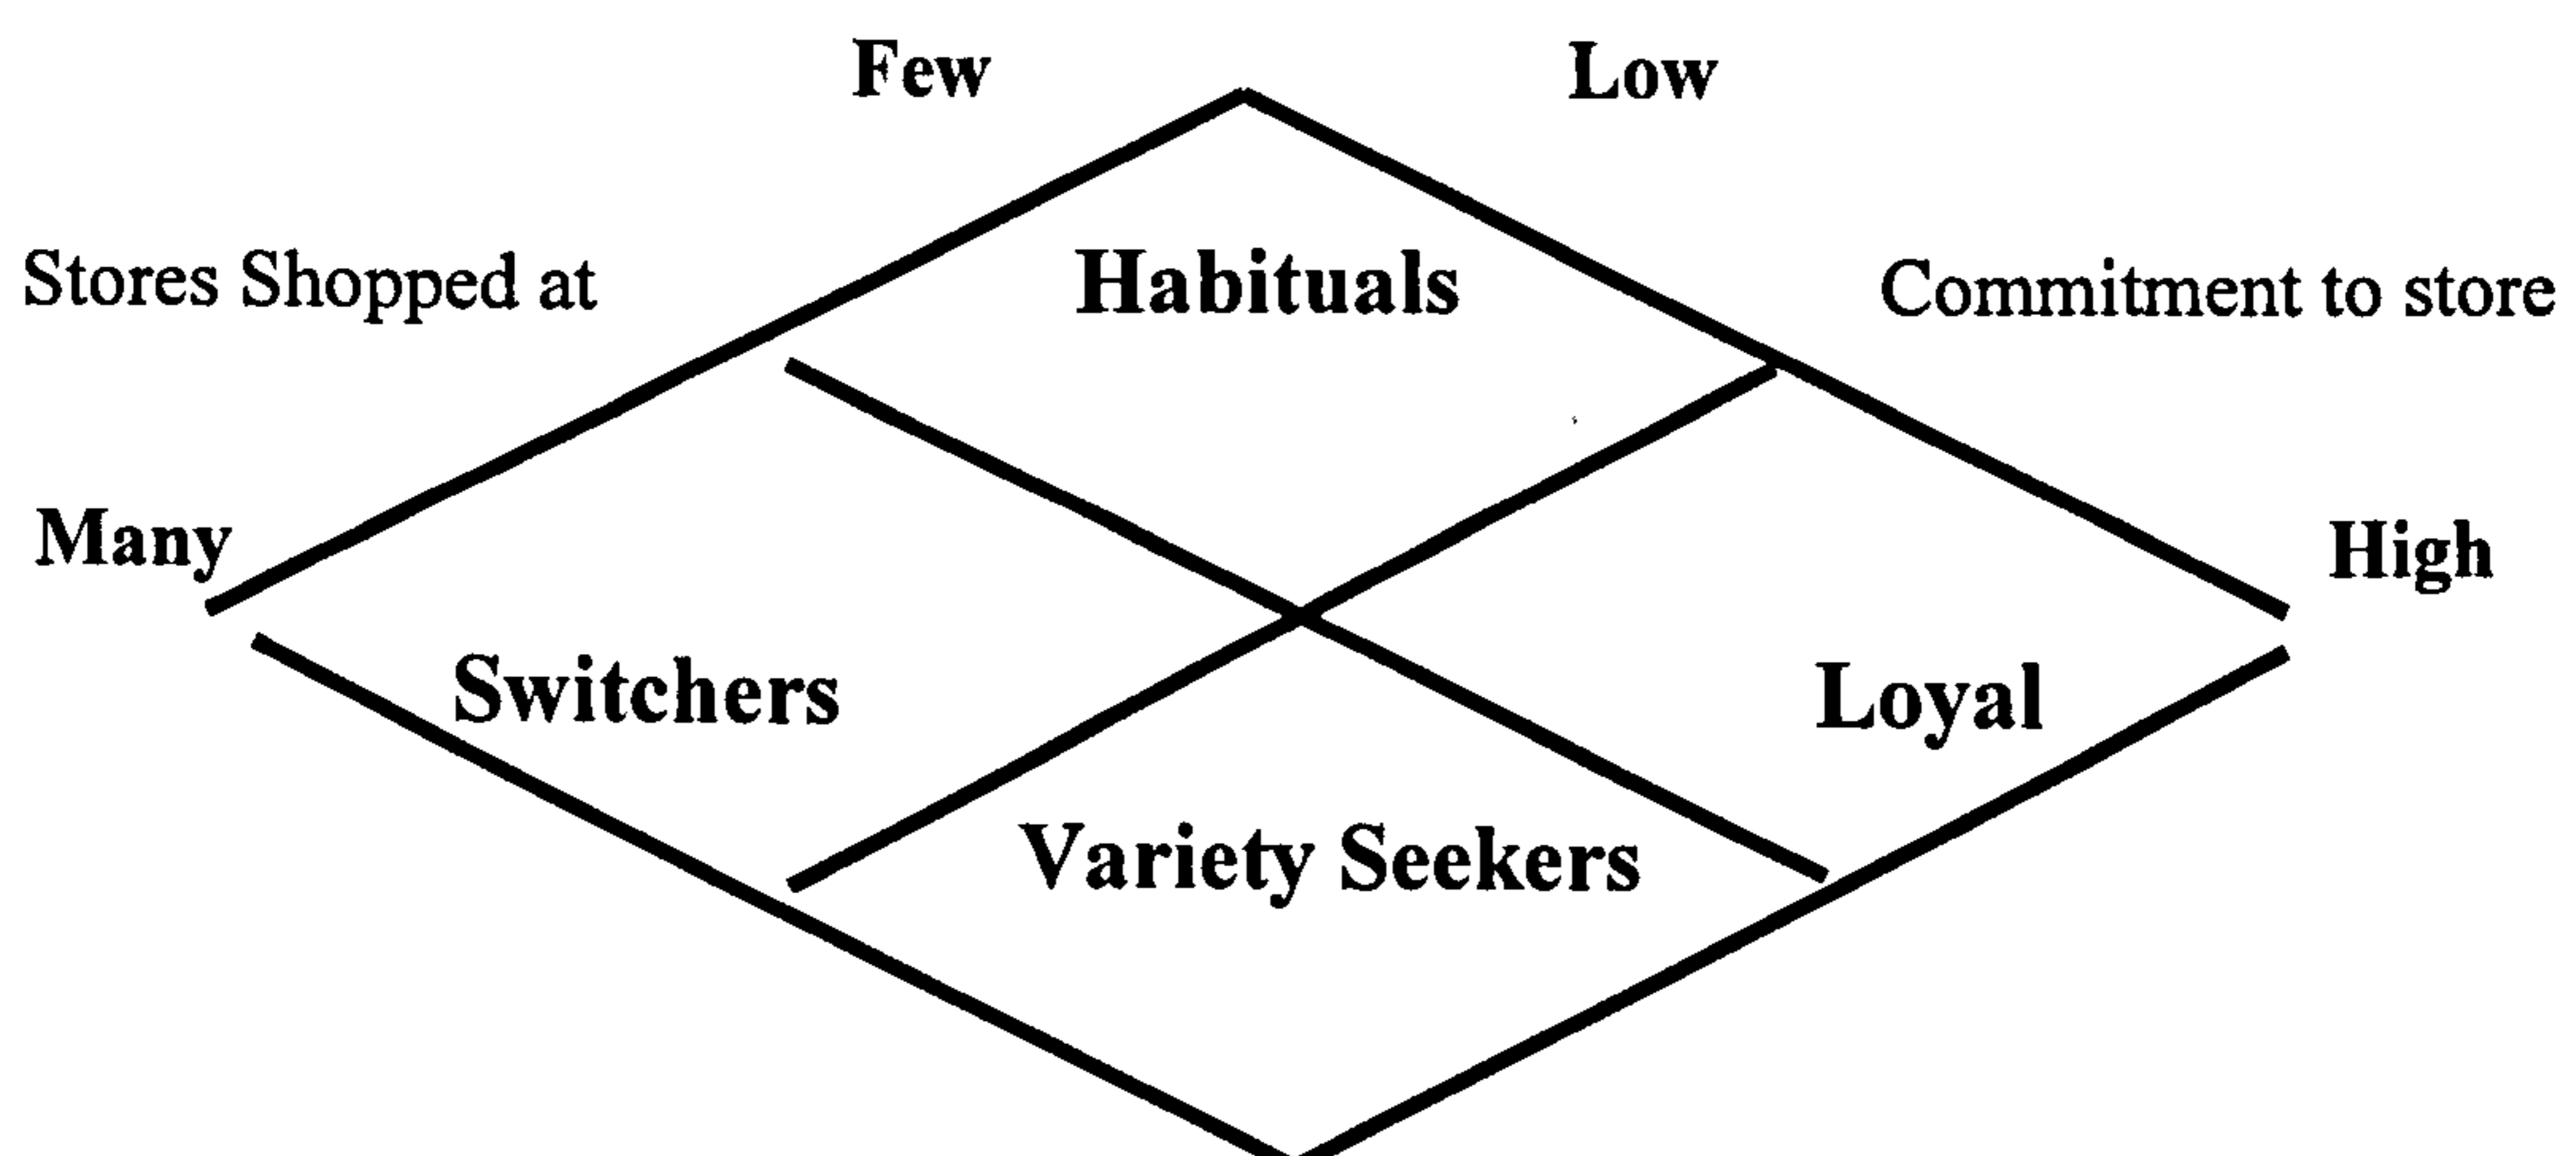 Few
Low
Stores Shopped at
Habituals
Commitment to store
Many
High
Switchers
Loyal
Variety Seekers